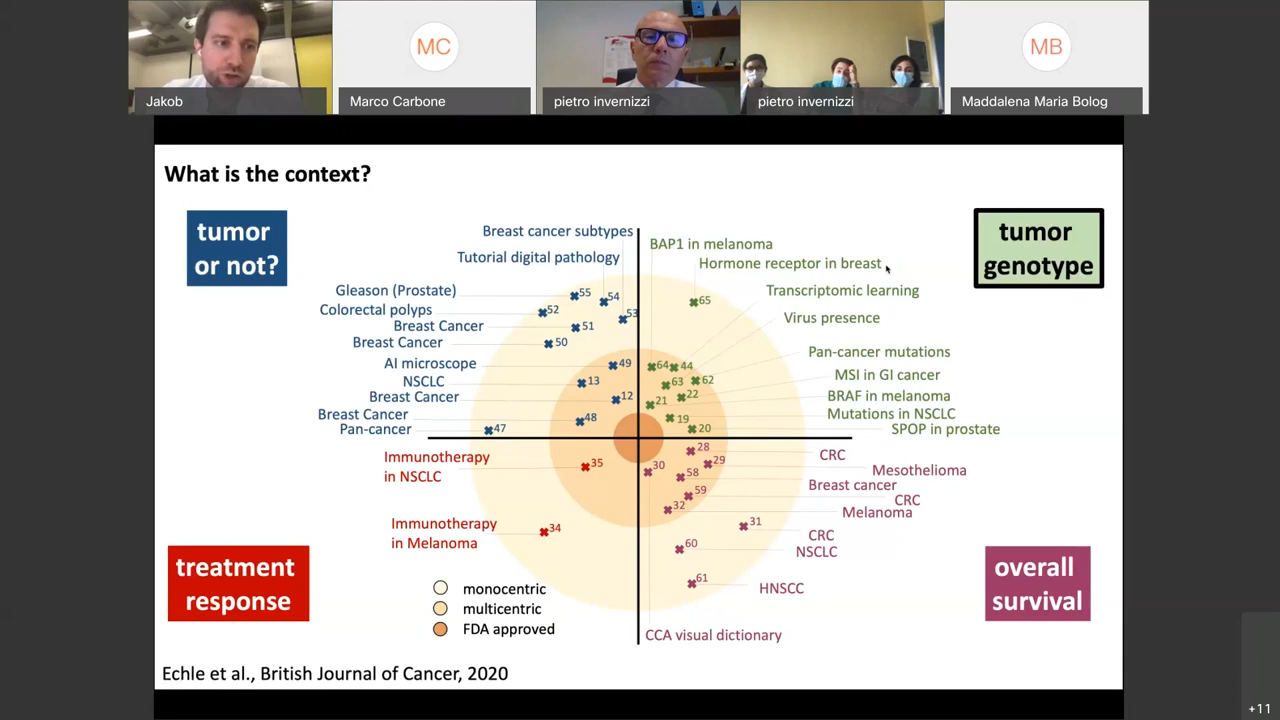 MC
MB
Jakob
Marco Carbone
pietro invernizzi
pietro invernizzi
Maddalena Maria Bolog
What is the context?
tumor
or not?
tumor
genotype
Breast cancer subtypes
Tutorial digital pathology
Gleason (Prostate)
Colorectal polyps
Breast Cancer
Breast Cancer
AI microscope
NSCLC
Breast Cancer
Breast Cancer
Pan-cancer
55
54
52
53
51
50
49
13
12
48
47
BAP1 in melanoma
Hormone receptor in breast
Transcriptomic learning
Virus presence
Pan-cancer mutations
MSI in GI cancer
BRAF in melanoma
Mutations in NSCLC
SPOP in prostate
65
64
44
63
62
22
21
19
20
Immunotherapy
in NSCLC
35
Immunotherapy
in Melanoma
34
28
29
30
58
59
32
31
60
61
CRC
Mesothelioma
Breast cancer
CRC
Melanoma
CRC
NSCLC
HNSCC
CCA visual dictionary
treatment
response
overall
survival
monocentric
multicentric
FDA approved
Echle et al., British Journal of Cancer, 2020
+11